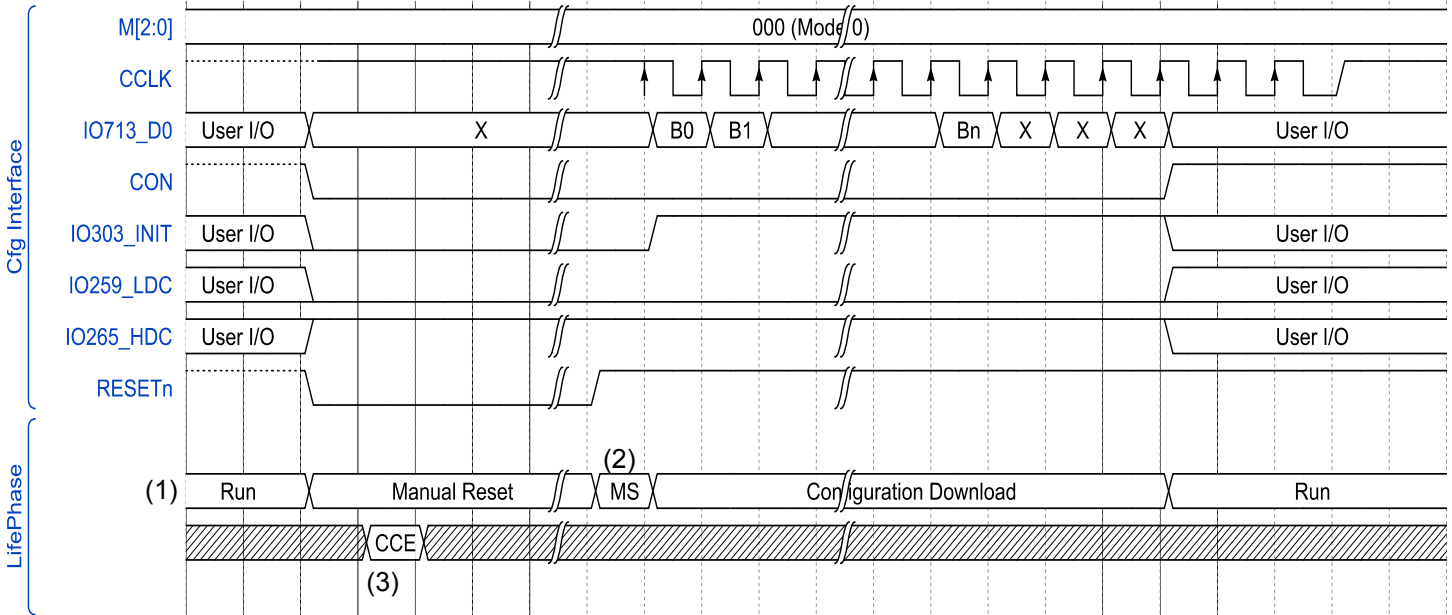 M[2:0] 000 (Mode 0)
CCLK
IO713_D0 User I/O X B0 B1 Bn X X X User I/O
CON
IO303_INIT User I/O User I/O
IO259_LDC User I/O User I/O
IO265_HDC User I/O User I/O
RESETn
Cfg Interface
(2)
(1) Run Manual Reset MS Configuration Download Run
CCE
(3)
LifePhase